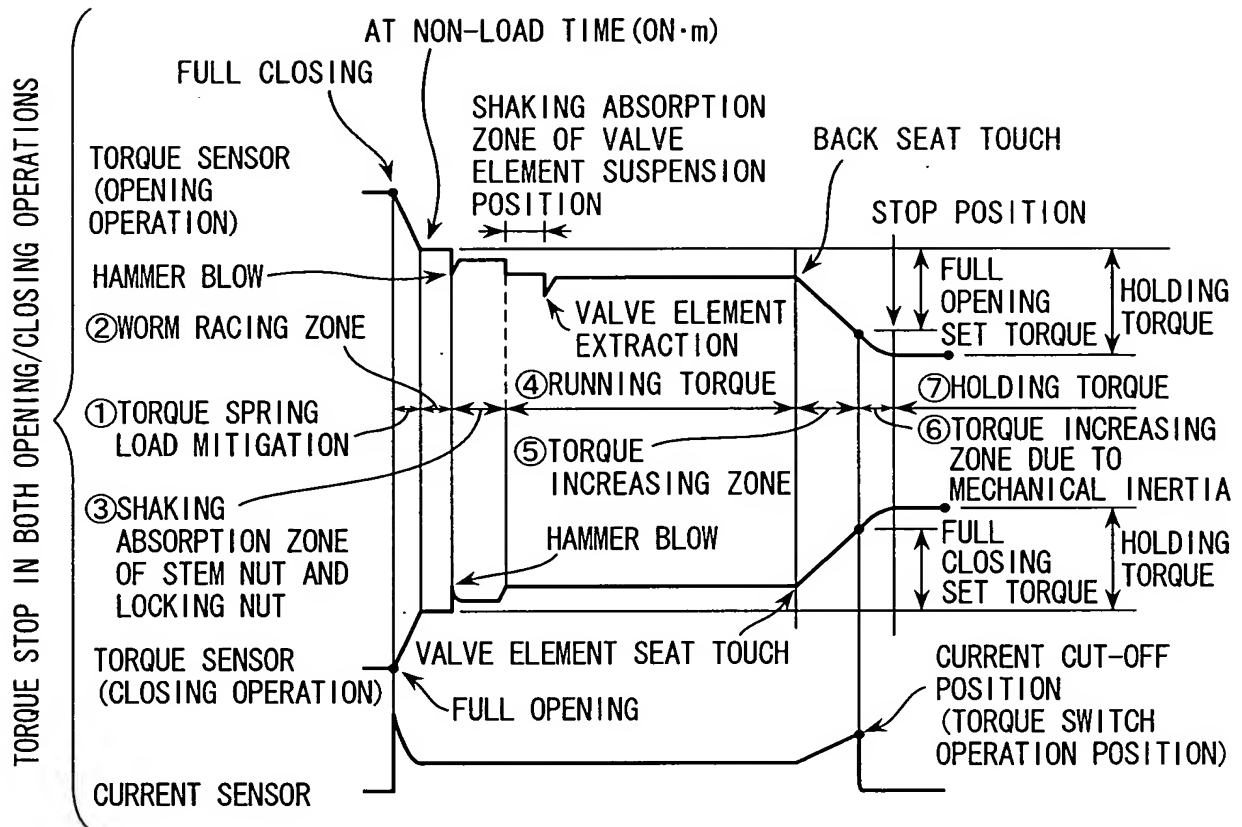 TORQUE STOP IN BOTH OPENING/CLOSING OPERATIONS
AT NON-LOAD TIME(ON·m)
FULL CLOSING
SHAKING ABSORPTION
ZONE OF VALVE
ELEMENT SUSPENSION
POSITION
BACK SEAT TOUCH
TORQUE SENSOR
(OPENING
OPERATION)
STOP POSITION
HAMMER BLOW
FULL
OPENING
SET TORQUE
HOLDING
TORQUE
②WORM RACING ZONE
VALVE ELEMENT
EXTRACTION
①TORQUE SPRING
LOAD MITIGATION
④RUNNING TORQUE
⑦HOLDING TORQUE
⑤TORQUE
INCREASING ZONE
⑥TORQUE INCREASING
ZONE DUE TO
MECHANICAL INERTIA
③SHAKING
ABSORPTION ZONE
OF STEM NUT AND
LOCKING NUT
HAMMER BLOW
FULL
CLOSING
SET TORQUE
HOLDING
TORQUE
TORQUE SENSOR
(CLOSING OPERATION)
VALVE ELEMENT SEAT TOUCH
FULL OPENING
CURRENT CUT-OFF
POSITION
(TORQUE SWITCH
OPERATION POSITION)
CURRENT SENSOR